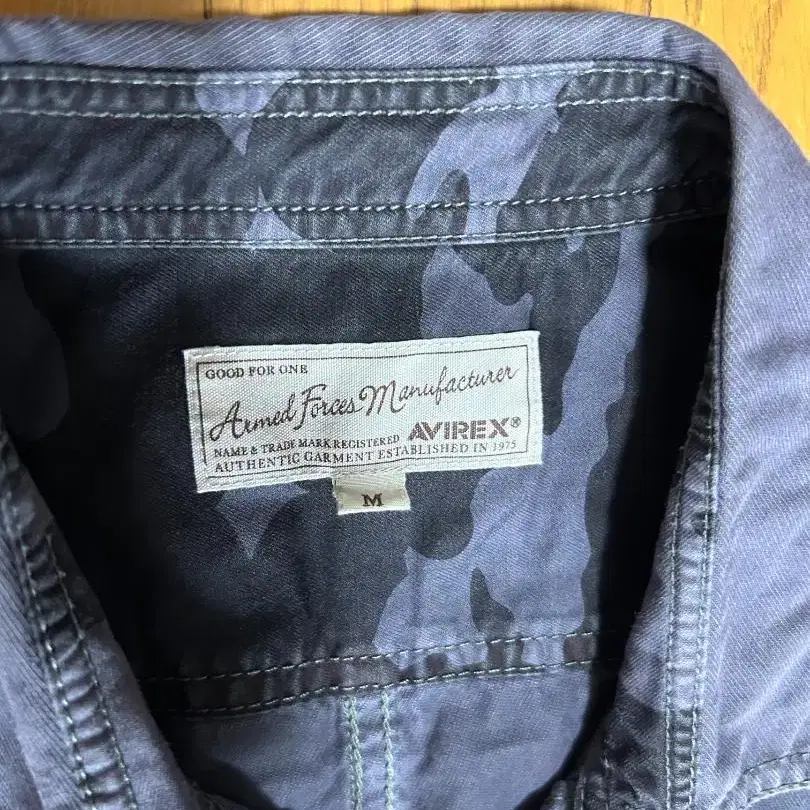 GOOD FOR ONE
Armed Forces Manufacturer
AVIREX®
NAME & TRADE MARK REGISTERED
AUTHENTIC GARMENT ESTABLISHED IN 1975
M